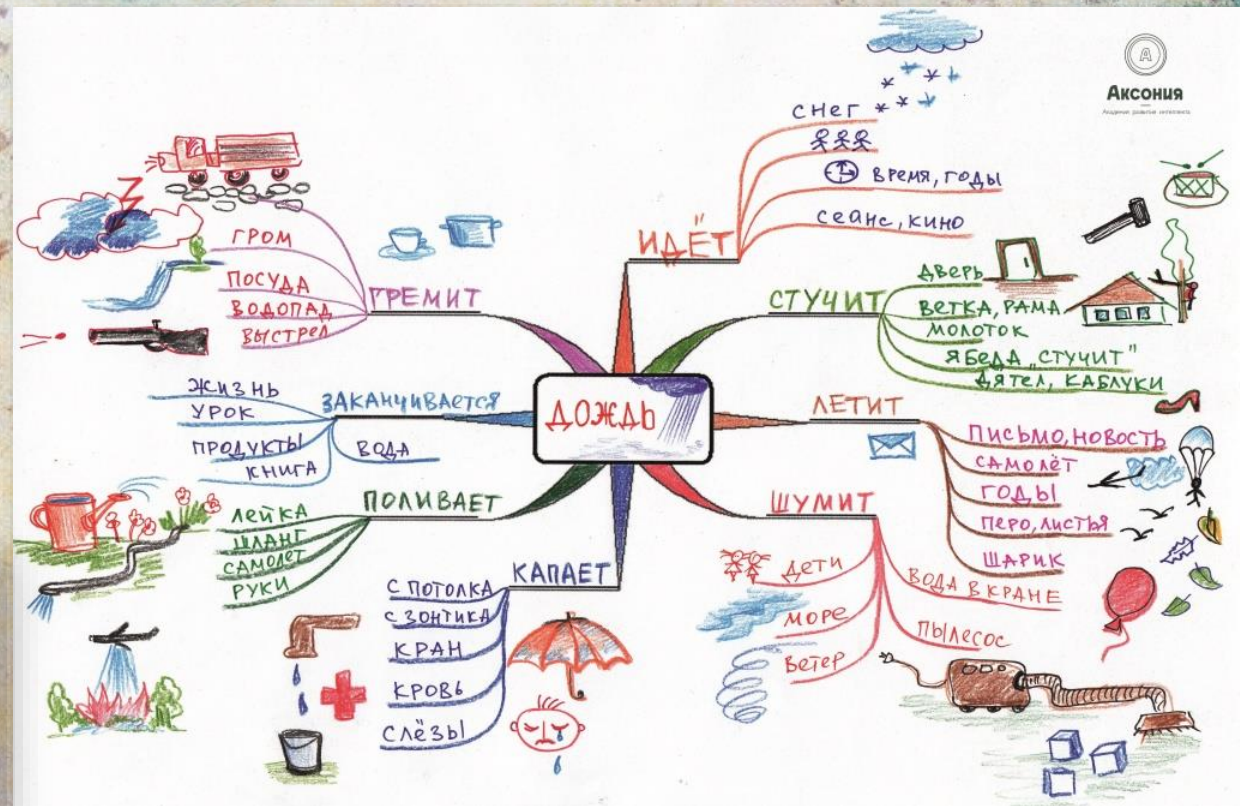 А
Аксония
Академия развития интеллекта
ДОЖДЬ
ИДЁТ
снег
время, годы
сеанс, кино
СТУЧИТ
дверь
ветка, рама
молоток
ябеда „стучит"
дятел, каблуки
ЛЕТИТ
письмо, новость
самолёт
годы
перо, листья
шарик
ШУМИТ
дети
море
ветер
вода в кране
пылесос
КАПАЕТ
с потолка
с зонтика
кран
кровь
слёзы
ПОЛИВАЕТ
лейка
шланг
самолет
руки
ЗАКАНЧИВАЕТСЯ
жизнь
урок
продукты
книга
вода
ГРЕМИТ
гром
посуда
водопад
выстрел